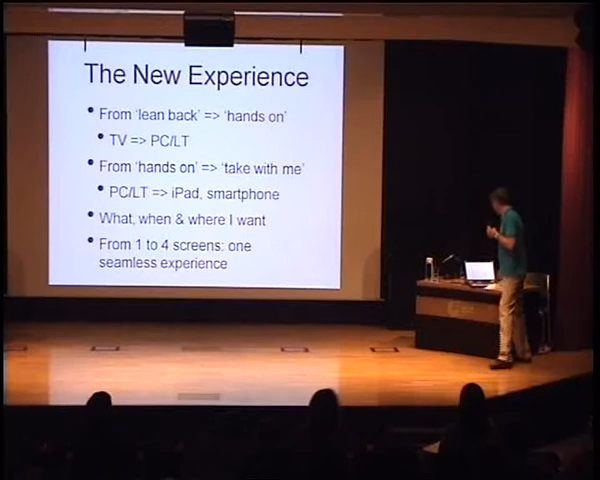 The New Experience
• From 'lean back' => 'hands on'
• TV => PC/LT
• From 'hands on' => 'take with me'
• PC/LT => iPad, smartphone
• What, when & where I want
• From 1 to 4 screens: one
seamless experience